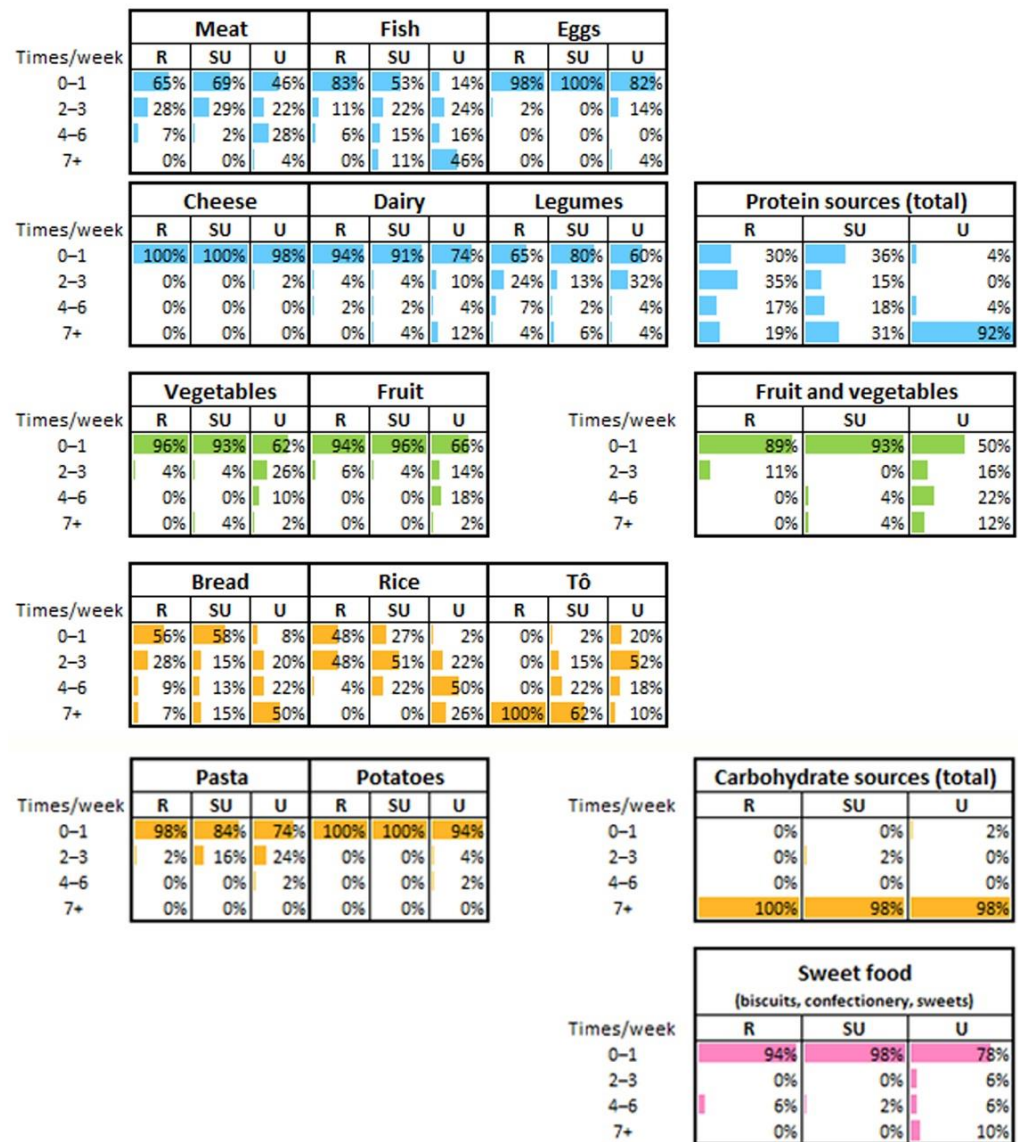 Meat Fish Eggs
Times/week R SU U R SU U R SU U
0–1 65% 69% 46% 83% 53% 14% 98% 100% 82%
2–3 28% 29% 22% 11% 22% 24% 2% 0% 14%
4–6 7% 2% 28% 6% 15% 16% 0% 0% 0%
7+ 0% 0% 4% 0% 11% 46% 0% 0% 4%
Cheese Dairy Legumes Protein sources (total)
Times/week R SU U R SU U R SU U R SU U
0–1 100% 100% 98% 94% 91% 74% 65% 80% 60% 30% 36% 4%
2–3 0% 0% 2% 4% 4% 10% 24% 13% 32% 35% 15% 0%
4–6 0% 0% 0% 2% 2% 4% 7% 2% 4% 17% 18% 4%
7+ 0% 0% 0% 0% 4% 12% 4% 6% 4% 19% 31% 92%
Vegetables Fruit Fruit and vegetables
Times/week R SU U R SU U Times/week R SU U
0–1 96% 93% 62% 94% 96% 66% 0–1 89% 93% 50%
2–3 4% 4% 26% 6% 4% 14% 2–3 11% 0% 16%
4–6 0% 0% 10% 0% 0% 18% 4–6 0% 4% 22%
7+ 0% 4% 2% 0% 0% 2% 7+ 0% 4% 12%
Bread Rice Tô
Times/week R SU U R SU U R SU U
0–1 56% 58% 8% 48% 27% 2% 0% 2% 20%
2–3 28% 15% 20% 48% 51% 22% 0% 15% 52%
4–6 9% 13% 22% 4% 22% 50% 0% 22% 18%
7+ 7% 15% 50% 0% 0% 26% 100% 62% 10%
Pasta Potatoes Carbohydrate sources (total)
Times/week R SU U R SU U Times/week R SU U
0–1 98% 84% 74% 100% 100% 94% 0–1 0% 0% 2%
2–3 2% 16% 24% 0% 0% 4% 2–3 0% 2% 0%
4–6 0% 0% 2% 0% 0% 2% 4–6 0% 0% 0%
7+ 0% 0% 0% 0% 0% 0% 7+ 100% 98% 98%
Sweet food
(biscuits, confectionery, sweets)
Times/week R SU U
0–1 94% 98% 78%
2–3 0% 0% 6%
4–6 6% 2% 6%
7+ 0% 0% 10%